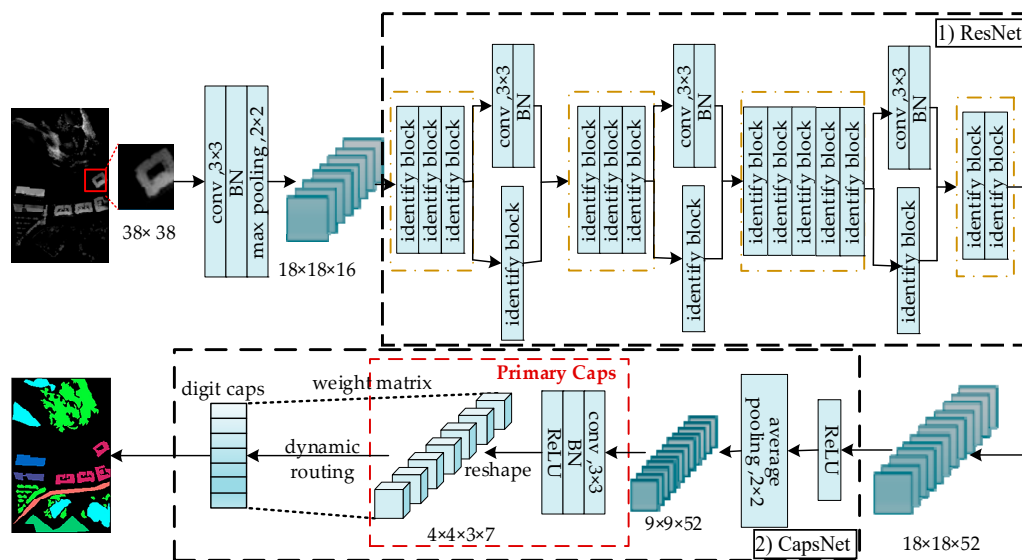 1) ResNet
38× 38
conv ,3×3
BN
max pooling ,2×2
18×18×16
identify block
identify block
identify block
conv ,3×3
BN
identify block
identify block
identify block
identify block
conv ,3×3
BN
identify block
identify block
identify block
identify block
identify block
identify block
conv ,3×3
BN
identify block
identify block
identify block
digit caps
weight matrix
dynamic
routing
Primary Caps
reshape
4×4×3×7
conv ,3×3
BN
ReLU
9×9×52
average
pooling ,2×2
ReLU
2) CapsNet
18×18×52